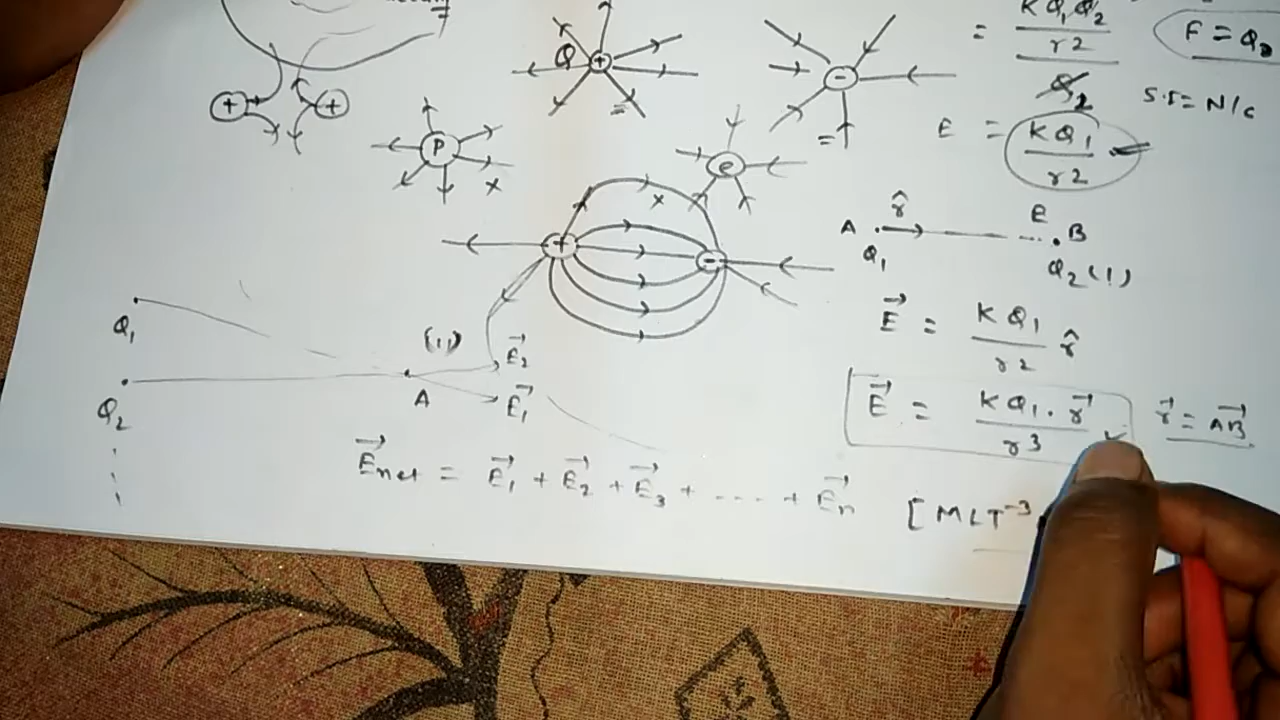 = KQ₁Q₂ / r2
Q₂
F = Q₂
S.I = N/C
E = KQ₁ / r2
+ +
Q +
-
P
x
e
x
+ -
A r̂ E B
Q₁ Q₂(1)
E⃗ = KQ₁ / r2 r̂
E⃗ = KQ₁. r⃗ / r3
r⃗ = AB⃗
Q₁
(1)
E⃗₂
Q₂ A E⃗₁
E⃗net = E⃗₁ + E⃗₂ + E⃗₃ + .... + E⃗n
[MLT⁻³